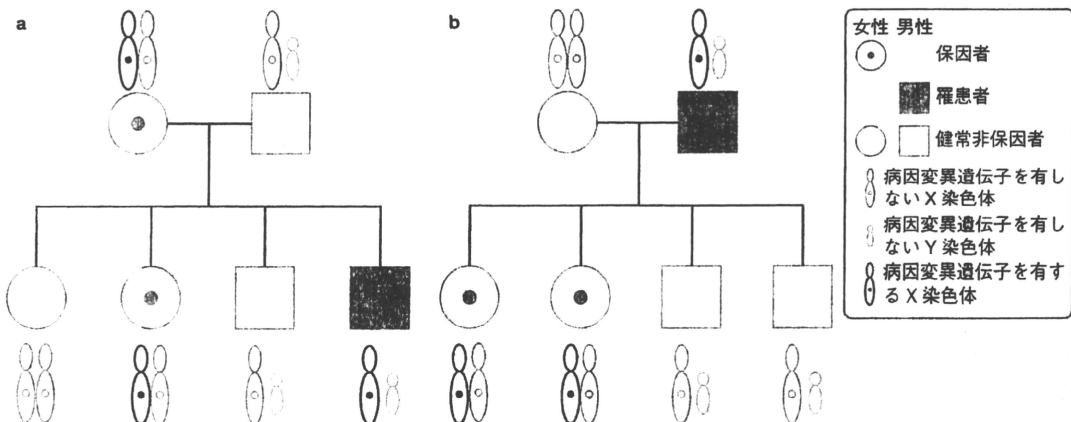 a
b
女性 男性
保因者
罹患者
健常非保因者
病因変異遺伝子を有し
ないX染色体
病因変異遺伝子を有し
ないY染色体
病因変異遺伝子を有す
るX染色体